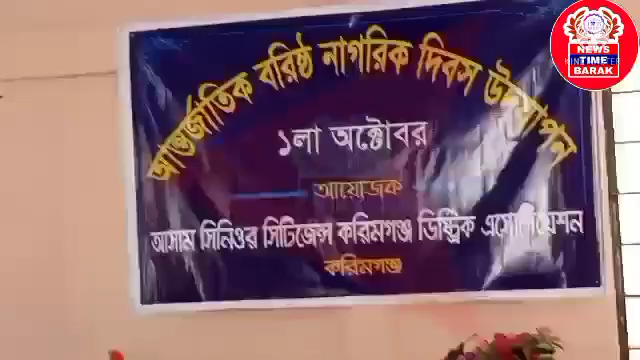 আন্তর্জাতিক বরিষ্ঠ নাগরিক দিবস উদযাপন
১লা অক্টোবর
আয়োজক
আসাম সিনিওর সিটিজেন্স করিমগঞ্জ ডিষ্ট্রিক এসোসিয়েশন
করিমগঞ্জ
NEWS
TIME
BARAK